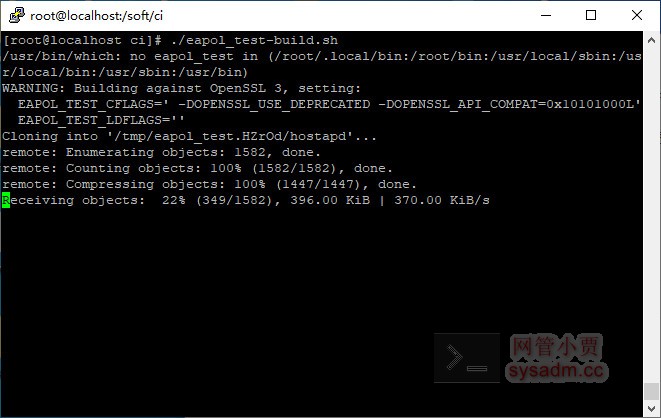 root@localhost:/soft/ci
[root@localhost ci]# ./eapol_test-build.sh
/usr/bin/which: no eapol_test in (/root/.local/bin:/root/bin:/usr/local/sbin:/us
r/local/bin:/usr/sbin:/usr/bin)
WARNING: Building against OpenSSL 3, setting:
  EAPOL_TEST_CFLAGS=' -DOPENSSL_USE_DEPRECATED -DOPENSSL_API_COMPAT=0x10101000L'
  EAPOL_TEST_LDFLAGS=''
Cloning into '/tmp/eapol_test.HZrOd/hostapd'...
remote: Enumerating objects: 1582, done.
remote: Counting objects: 100% (1582/1582), done.
remote: Compressing objects: 100% (1447/1447), done.
Receiving objects:  22% (349/1582), 396.00 KiB | 370.00 KiB/s
>_
网管小贾
sysadm.cc